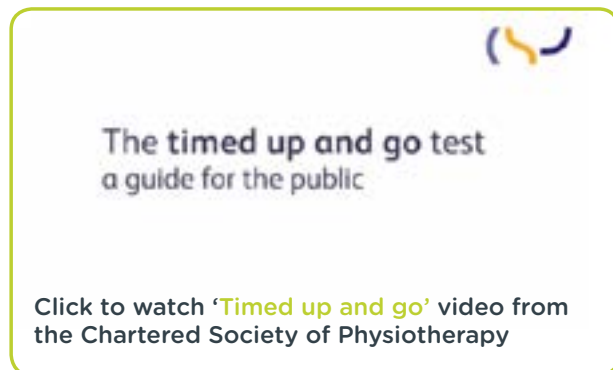 The timed up and go test
a guide for the public
Click to watch ‘Timed up and go’ video from
the Chartered Society of Physiotherapy